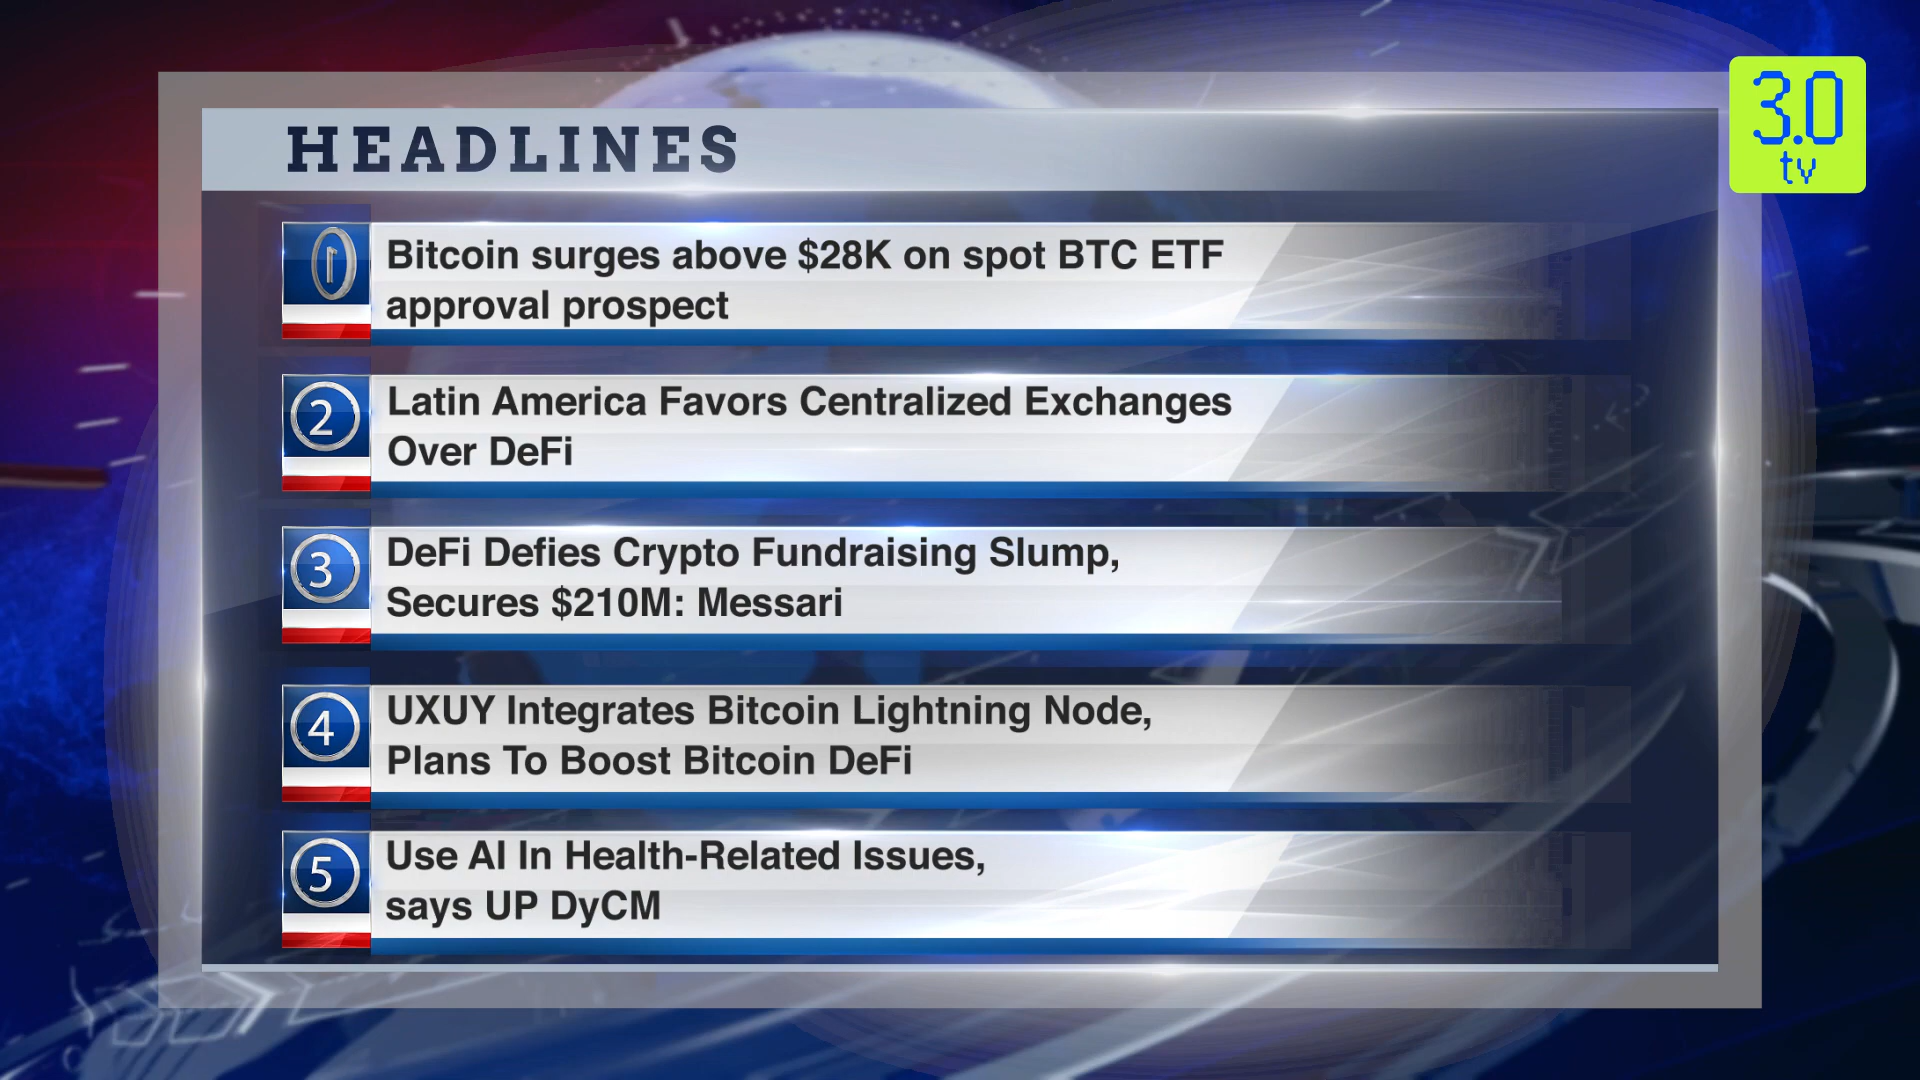 HEADLINES
3.0
tv
1
Bitcoin surges above $28K on spot BTC ETF
approval prospect
2
Latin America Favors Centralized Exchanges
Over DeFi
3
DeFi Defies Crypto Fundraising Slump,
Secures $210M: Messari
4
UXUY Integrates Bitcoin Lightning Node,
Plans To Boost Bitcoin DeFi
5
Use AI In Health-Related Issues,
says UP DyCM